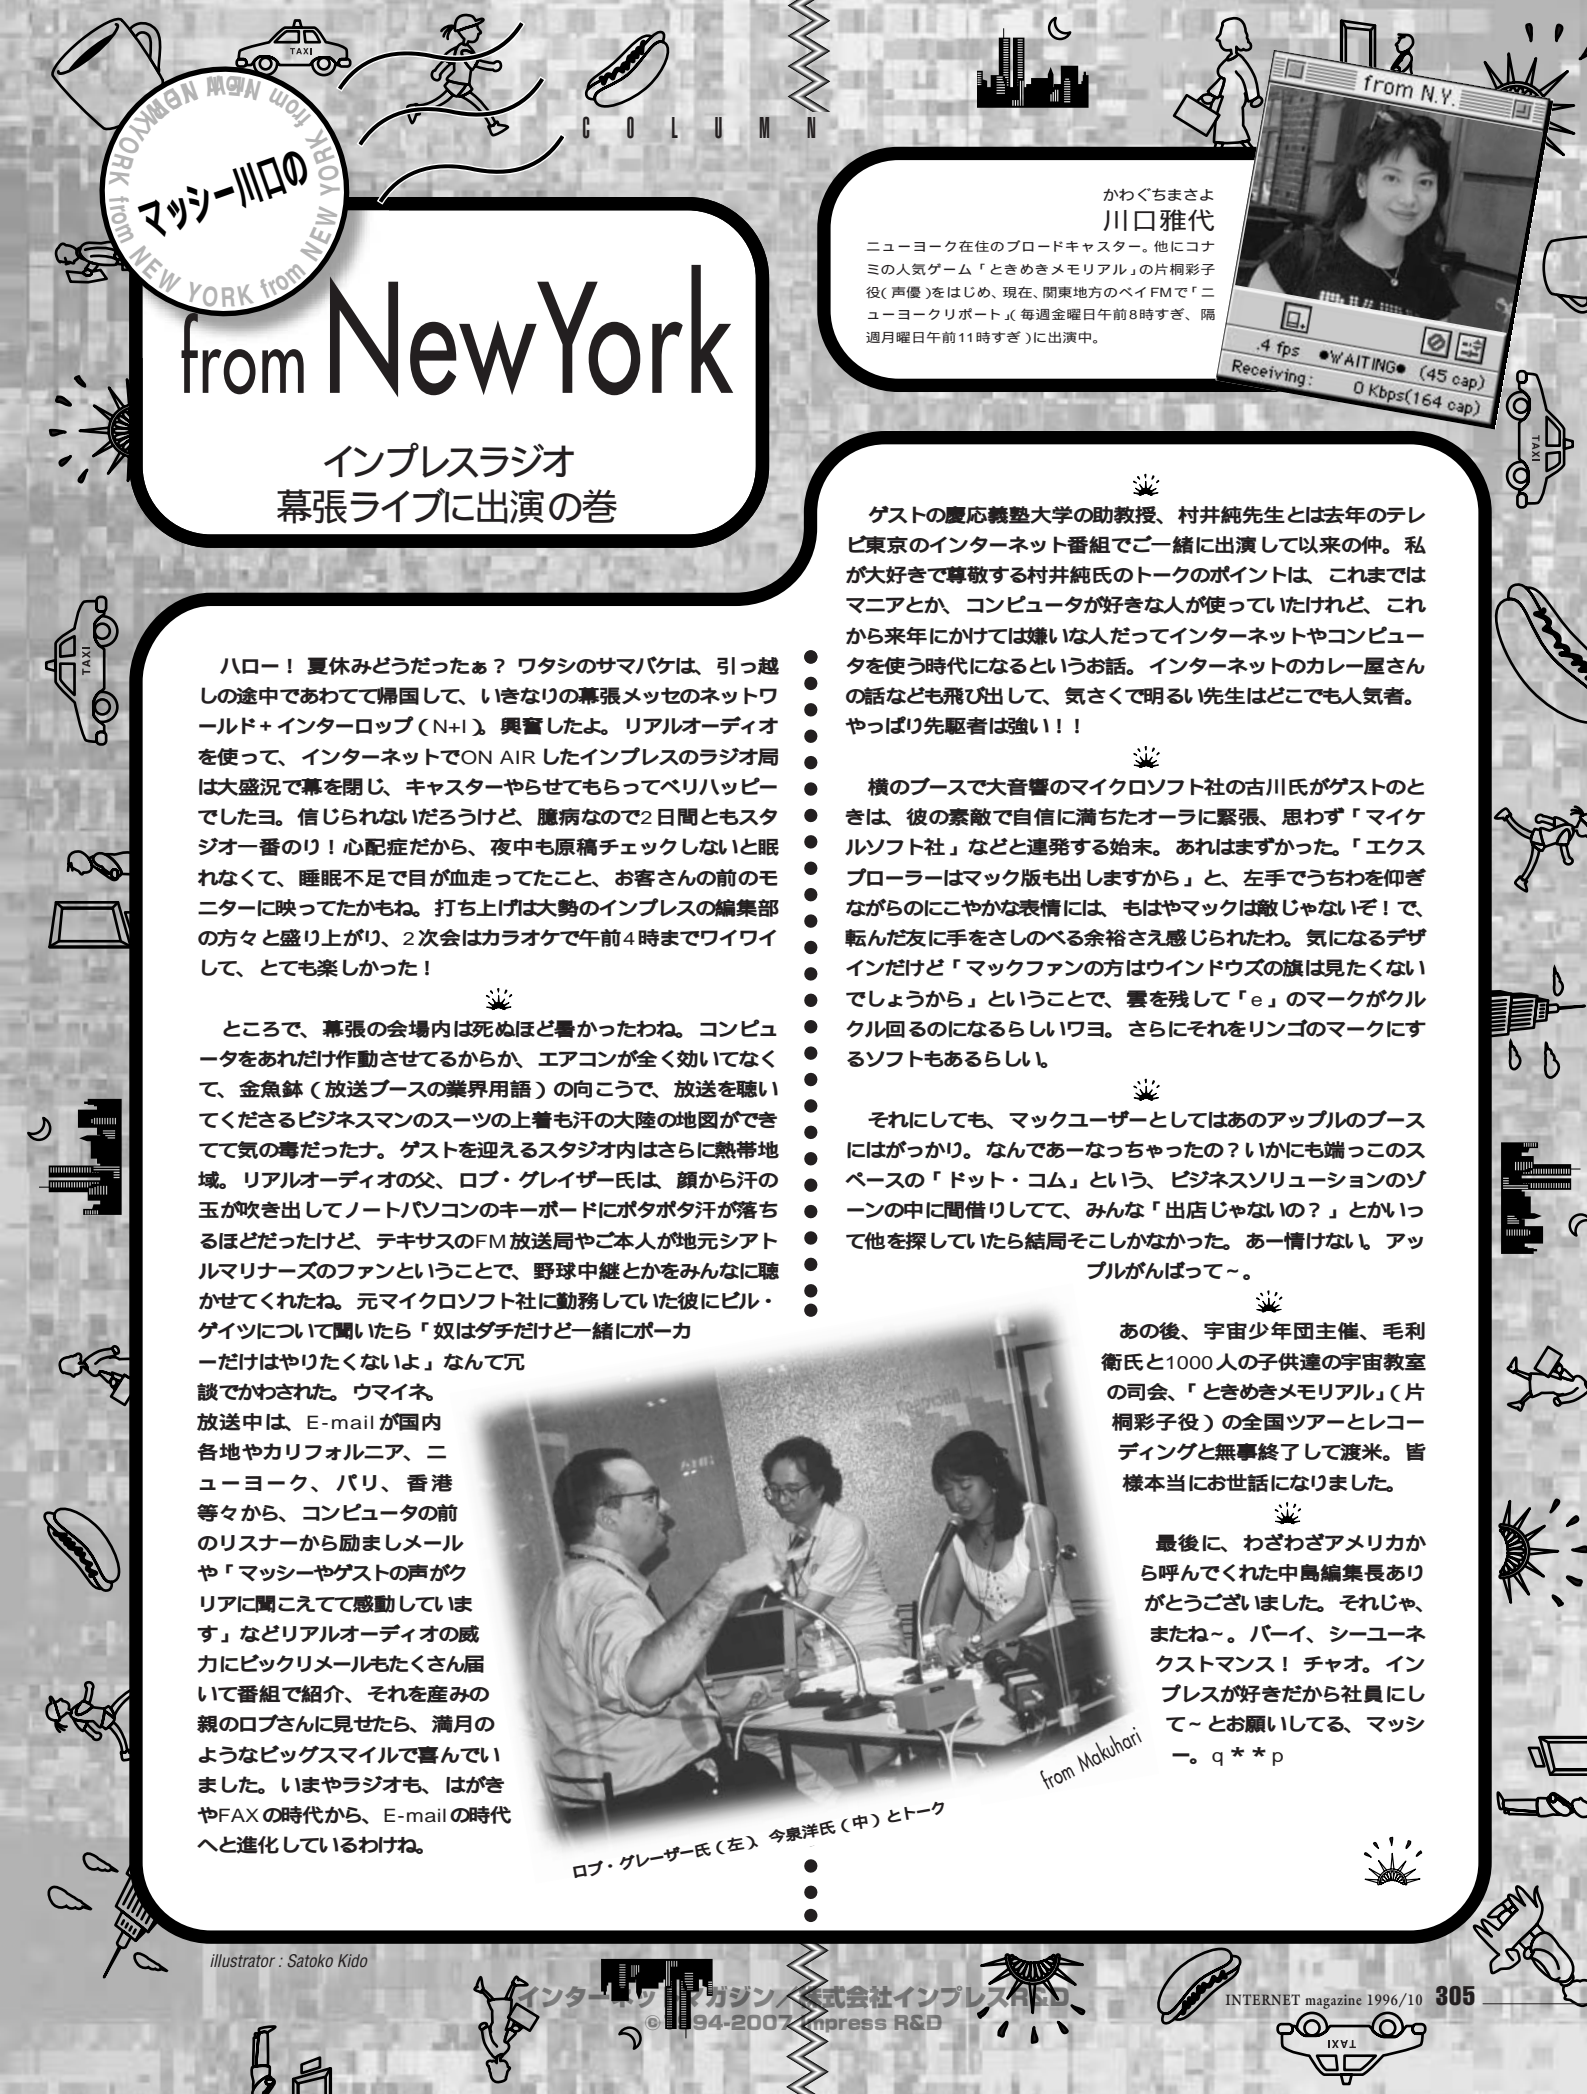 COLUMN
マッシー川口の
from NEW YORK from NEW YORK from NEW YORK
from NewYork
インプレスラジオ
幕張ライブに出演の巻
かわぐちまさよ
川口雅代
ニューヨーク在住のブロードキャスター。他にコナ
ミの人気ゲーム「ときめきメモリアル」の片桐彩子
役(声優)をはじめ、現在、関東地方のベイFMで「ニ
ューヨークリポート」(毎週金曜日午前8時すぎ、隔
週月曜日午前11時すぎ)に出演中。
from N.Y.
.4 fps ●WAITING● (45 cap)
Receiving: 0 Kbps(164 cap)
ハロー! 夏休みどうだったぁ? ワタシのサマバケは、引っ越
しの途中であわてて帰国して、いきなりの幕張メッセのネットワ
ールド+インターロップ(N+I)。興奮したよ。リアルオーディオ
を使って、インターネットでON AIRしたインプレスのラジオ局
は大盛況で幕を閉じ、キャスターやらせてもらってベリハッピー
でしたヨ。信じられないだろうけど、臆病なので2日間ともスタ
ジオ一番のり!心配症だから、夜中も原稿チェックしないと眠
れなくて、睡眠不足で目が血走ってたこと、お客さんの前のモ
ニターに映ってたかもね。打ち上げは大勢のインプレスの編集部
の方々と盛り上がり、2次会はカラオケで午前4時までワイワイ
して、とても楽しかった!
ところで、幕張の会場内は死ぬほど暑かったわね。コンピュ
ータをあれだけ作動させてるからか、エアコンが全く効いてなく
て、金魚鉢(放送ブースの業界用語)の向こうで、放送を聴い
てくださるビジネスマンのスーツの上着も汗の大陸の地図ができ
てて気の毒だったナ。ゲストを迎えるスタジオ内はさらに熱帯地
域。リアルオーディオの父、ロブ・グレイザー氏は、顔から汗の
玉が吹き出してノートパソコンのキーボードにポタポタ汗が落ち
るほどだったけど、テキサスのFM放送局やご本人が地元シアト
ルマリナーズのファンということで、野球中継とかをみんなに聴
かせてくれたね。元マイクロソフト社に勤務していた彼にビル・
ゲイツについて聞いたら「奴はダチだけど一緒にポーカ
ーだけはやりたくないよ」なんて冗
談でかわされた。ウマイネ。
放送中は、E-mailが国内
各地やカリフォルニア、ニ
ューヨーク、パリ、香港
等々から、コンピュータの前
のリスナーから励ましメール
や「マッシーやゲストの声がク
リアに聞こえてて感動していま
す」などリアルオーディオの威
力にビックリメールもたくさん届
いて番組で紹介、それを産みの
親のロブさんに見せたら、満月の
ようなビッグスマイルで喜んでい
ました。いまやラジオも、はがき
やFAXの時代から、E-mailの時代
へと進化しているわけね。
ゲストの慶応義塾大学の助教授、村井純先生とは去年のテレ
ビ東京のインターネット番組でご一緒に出演して以来の仲。私
が大好きで尊敬する村井純氏のトークのポイントは、これまでは
マニアとか、コンピュータが好きな人が使っていたけれど、これ
から来年にかけては嫌いな人だってインターネットやコンピュー
タを使う時代になるというお話。インターネットのカレー屋さん
の話なども飛び出して、気さくで明るい先生はどこでも人気者。
やっぱり先駆者は強い!!
横のブースで大音響のマイクロソフト社の古川氏がゲストのと
きは、彼の素敵で自信に満ちたオーラに緊張、思わず「マイケ
ルソフト社」などと連発する始末。あれはまずかった。「エクス
プローラーはマック版も出しますから」と、左手でうちわを仰ぎ
ながらのにこやかな表情には、もはやマックは敵じゃないぞ!で、
転んだ友に手をさしのべる余裕さえ感じられたわ。気になるデザ
インだけど「マックファンの方はウインドウズの旗は見たくない
でしょうから」ということで、雲を残して「e」のマークがクル
クル回るのになるらしいワヨ。さらにそれをリンゴのマークにす
るソフトもあるらしい。
それにしても、マックユーザーとしてはあのアップルのブース
にはがっかり。なんであーなっちゃったの?いかにも端っこのス
ペースの「ドット・コム」という、ビジネスソリューションのゾ
ーンの中に間借りしてて、みんな「出店じゃないの?」とかいっ
て他を探していたら結局そこしかなかった。あー情けない。アッ
プルがんばって~。
あの後、宇宙少年団主催、毛利
衛氏と1000人の子供達の宇宙教室
の司会、「ときめきメモリアル」(片
桐彩子役)の全国ツアーとレコー
ディングと無事終了して渡米。皆
様本当にお世話になりました。
最後に、わざわざアメリカか
ら呼んでくれた中島編集長あり
がとうございました。それじゃ、
またね~。バーイ、シーユーネ
クストマンス! チャオ。イン
プレスが好きだから社員にし
て~とお願いしてる、マッシ
ー。q**p
from Makuhari
ロブ・グレーザー氏(左)、今泉洋氏(中)とトーク
illustrator : Satoko Kido
インターネットマガジン/株式会社インプレスR&D
©1994-2007 Impress R&D
INTERNET magazine 1996/10 305
TAXI
TAXI
TAXI
TAXI